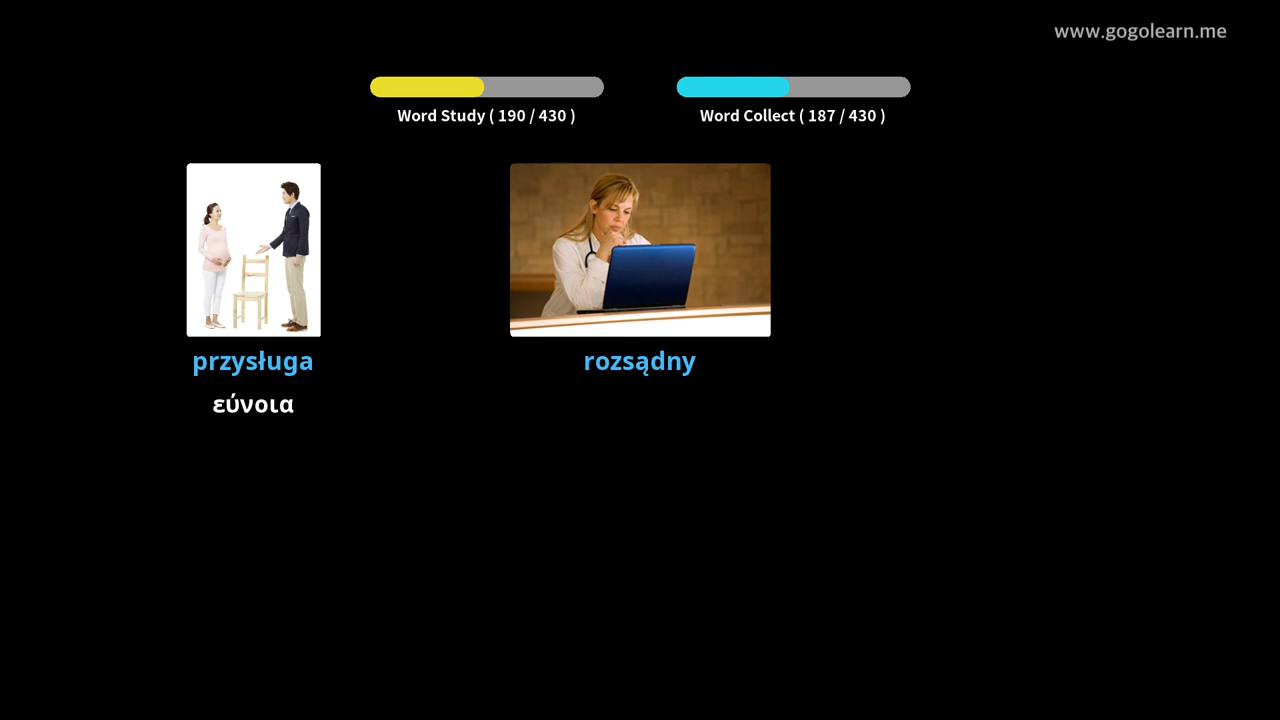 www.gogolearn.me
Word Study ( 190 / 430 )
Word Collect ( 187 / 430 )
przysługa
rozsądny
εύνοια